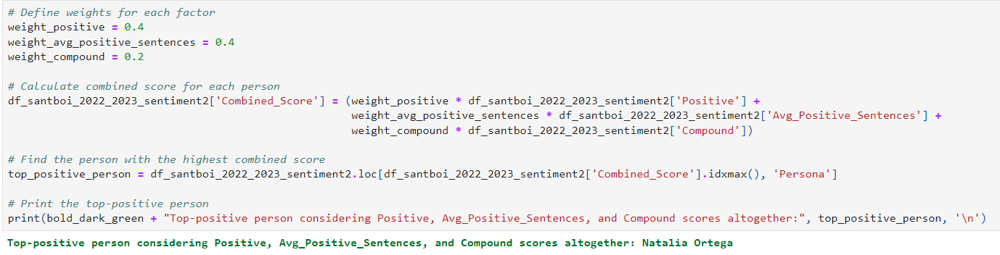 # Define weights for each factor
weight_positive = 0.4
weight_avg_positive_sentences = 0.4
weight_compound = 0.2
# Calculate combined score for each person
df_santboi_2022_2023_sentiment2['Combined_Score'] = (weight_positive * df_santboi_2022_2023_sentiment2['Positive'] +
weight_avg_positive_sentences * df_santboi_2022_2023_sentiment2['Avg_Positive_Sentences'] +
weight_compound * df_santboi_2022_2023_sentiment2['Compound'])
# Find the person with the highest combined score
top_positive_person = df_santboi_2022_2023_sentiment2.loc[df_santboi_2022_2023_sentiment2['Combined_Score'].idxmax(), 'Persona']
# Print the top-positive person
print(bold_dark_green + "Top-positive person considering Positive, Avg_Positive_Sentences, and Compound scores altogether:", top_positive_person, '\n')
Top-positive person considering Positive, Avg_Positive_Sentences, and Compound scores altogether: Natalia Ortega